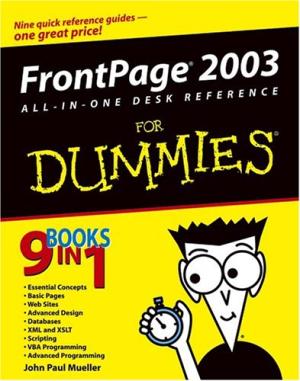 Nine quick reference guides —
one great price!
FrontPage® 2003
ALL-IN-ONE DESK REFERENCE
FOR
DUMMIES®
9 BOOKS
IN 1
• Essential Concepts
• Basic Pages
• Web Sites
• Advanced Design
• Databases
• XML and XSLT
• Scripting
• VBA Programming
• Advanced Programming
John Paul Mueller